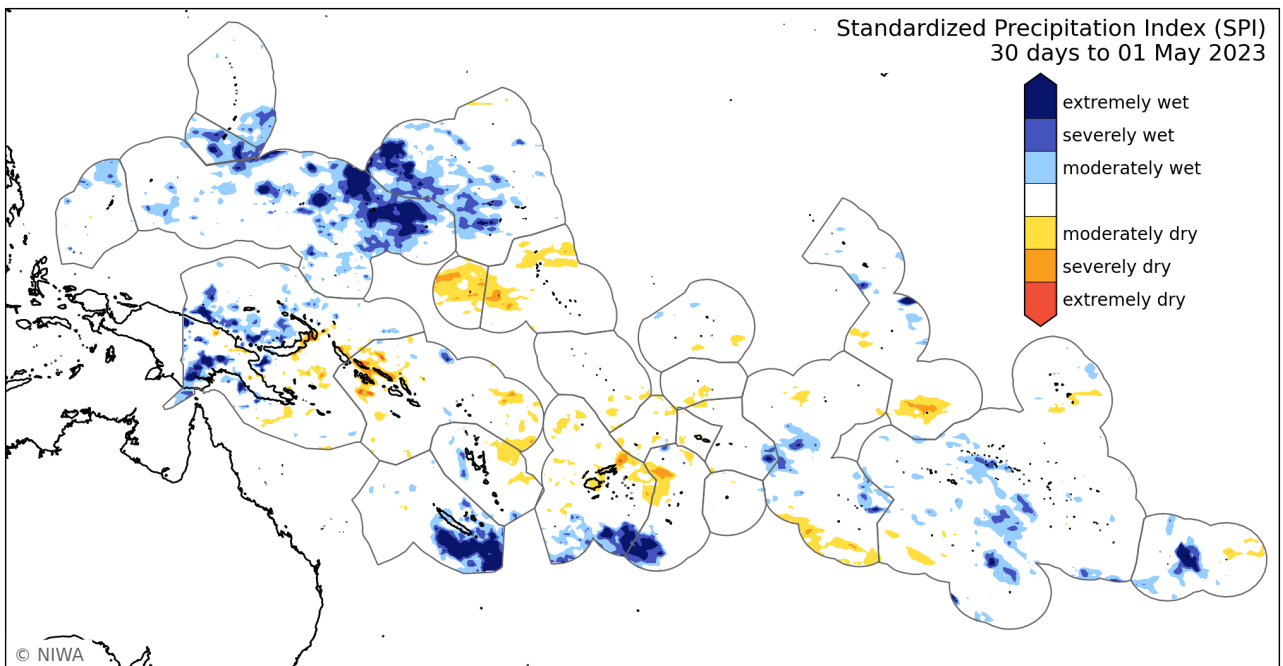 Standardized Precipitation Index (SPI)
30 days to 01 May 2023
extremely wet
severely wet
moderately wet
moderately dry
severely dry
extremely dry
© NIWA